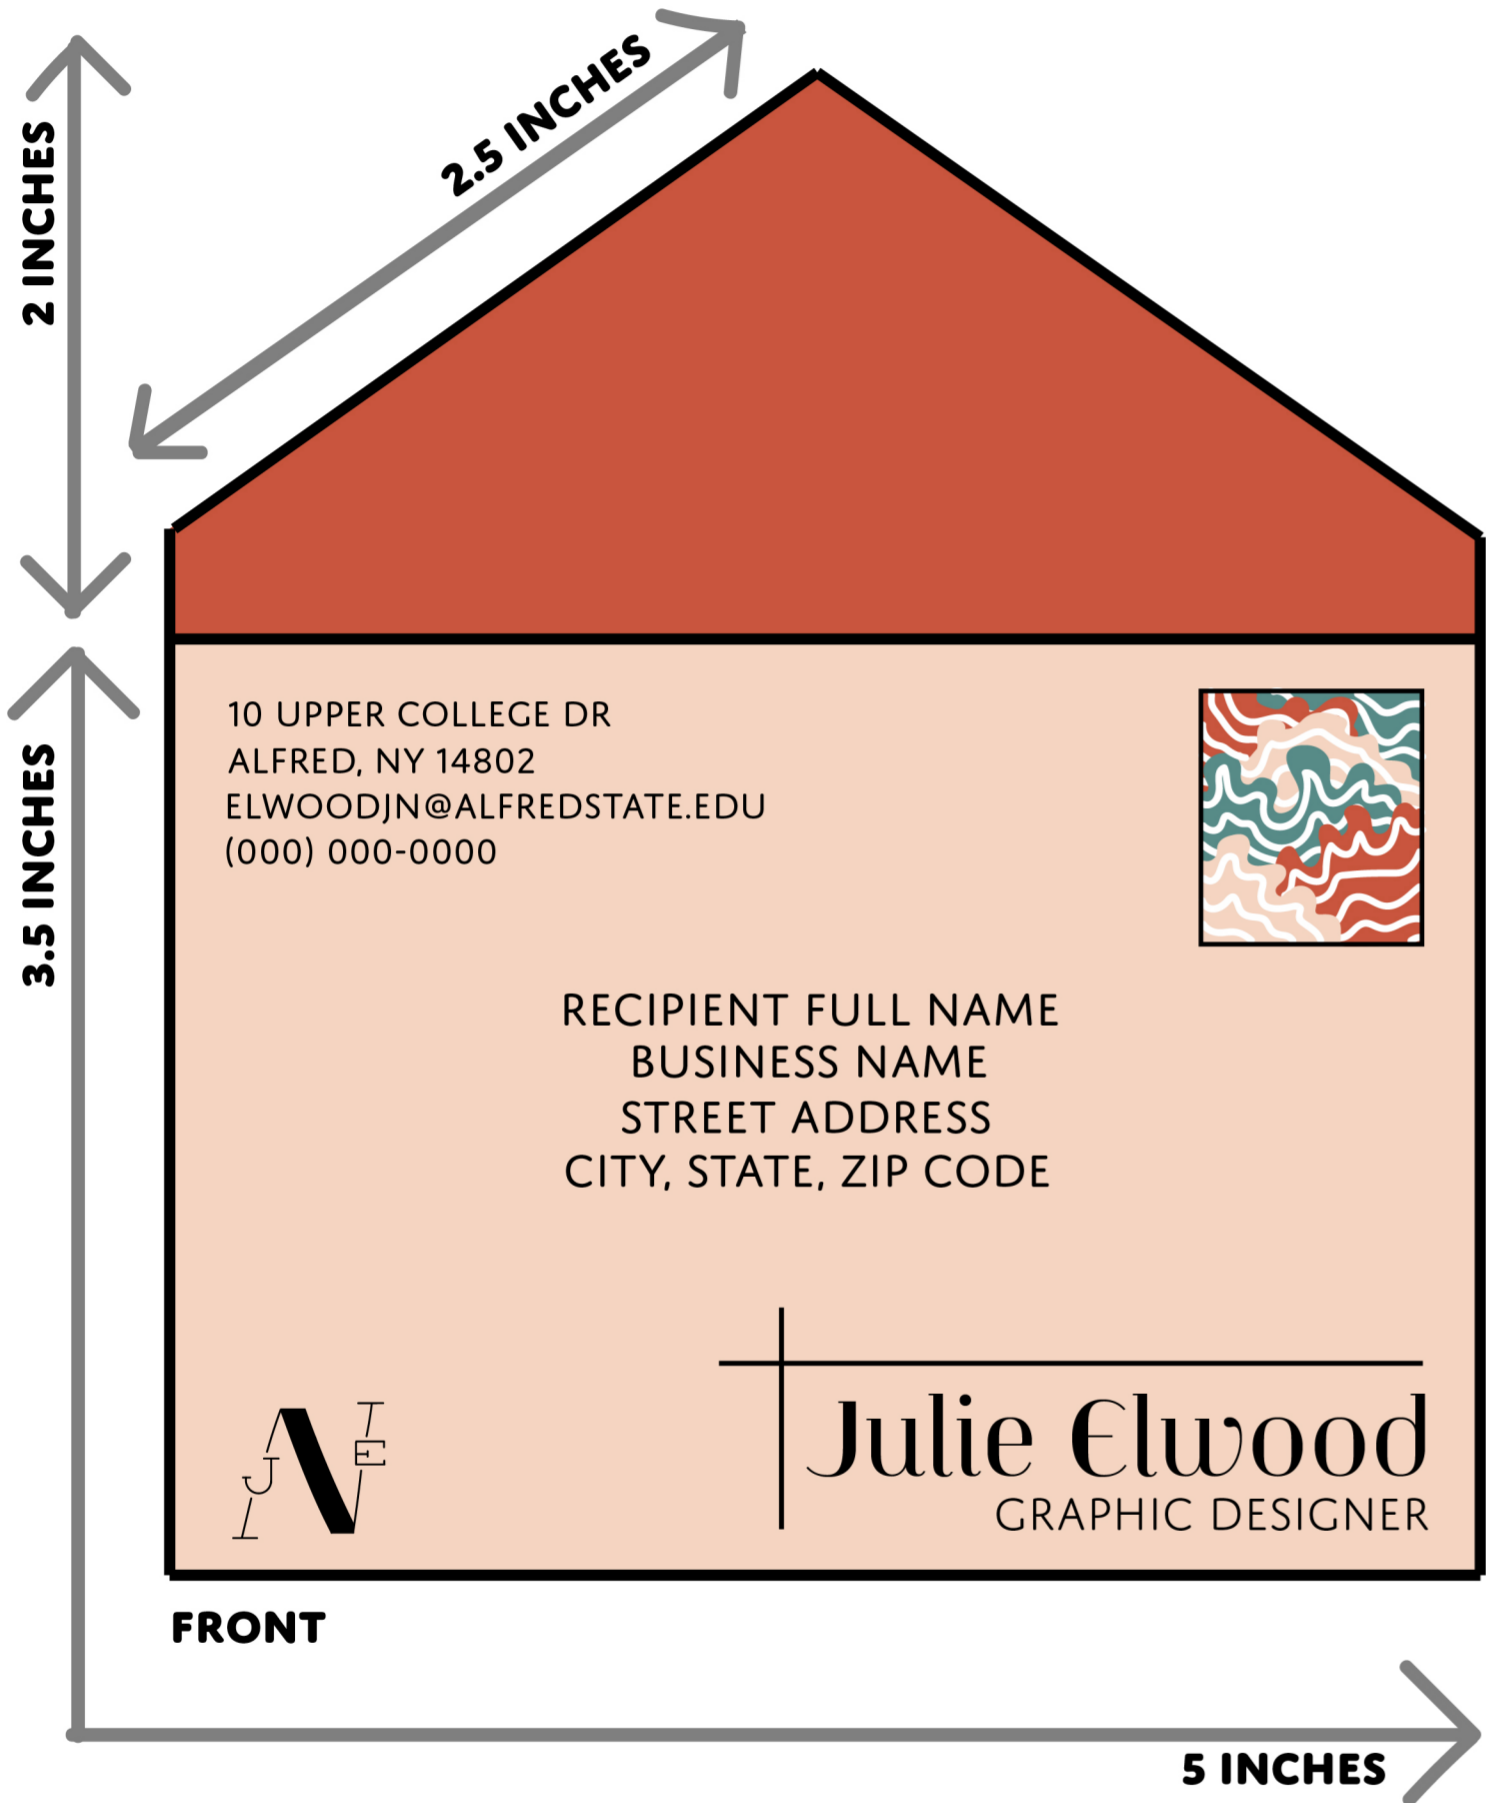 2.5 INCHES
2 INCHES
3.5 INCHES
10 UPPER COLLEGE DR
ALFRED, NY 14802
ELWOODJN@ALFREDSTATE.EDU
(000) 000-0000
RECIPIENT FULL NAME
BUSINESS NAME
STREET ADDRESS
CITY, STATE, ZIP CODE
J N E
Julie Elwood
GRAPHIC DESIGNER
FRONT
5 INCHES